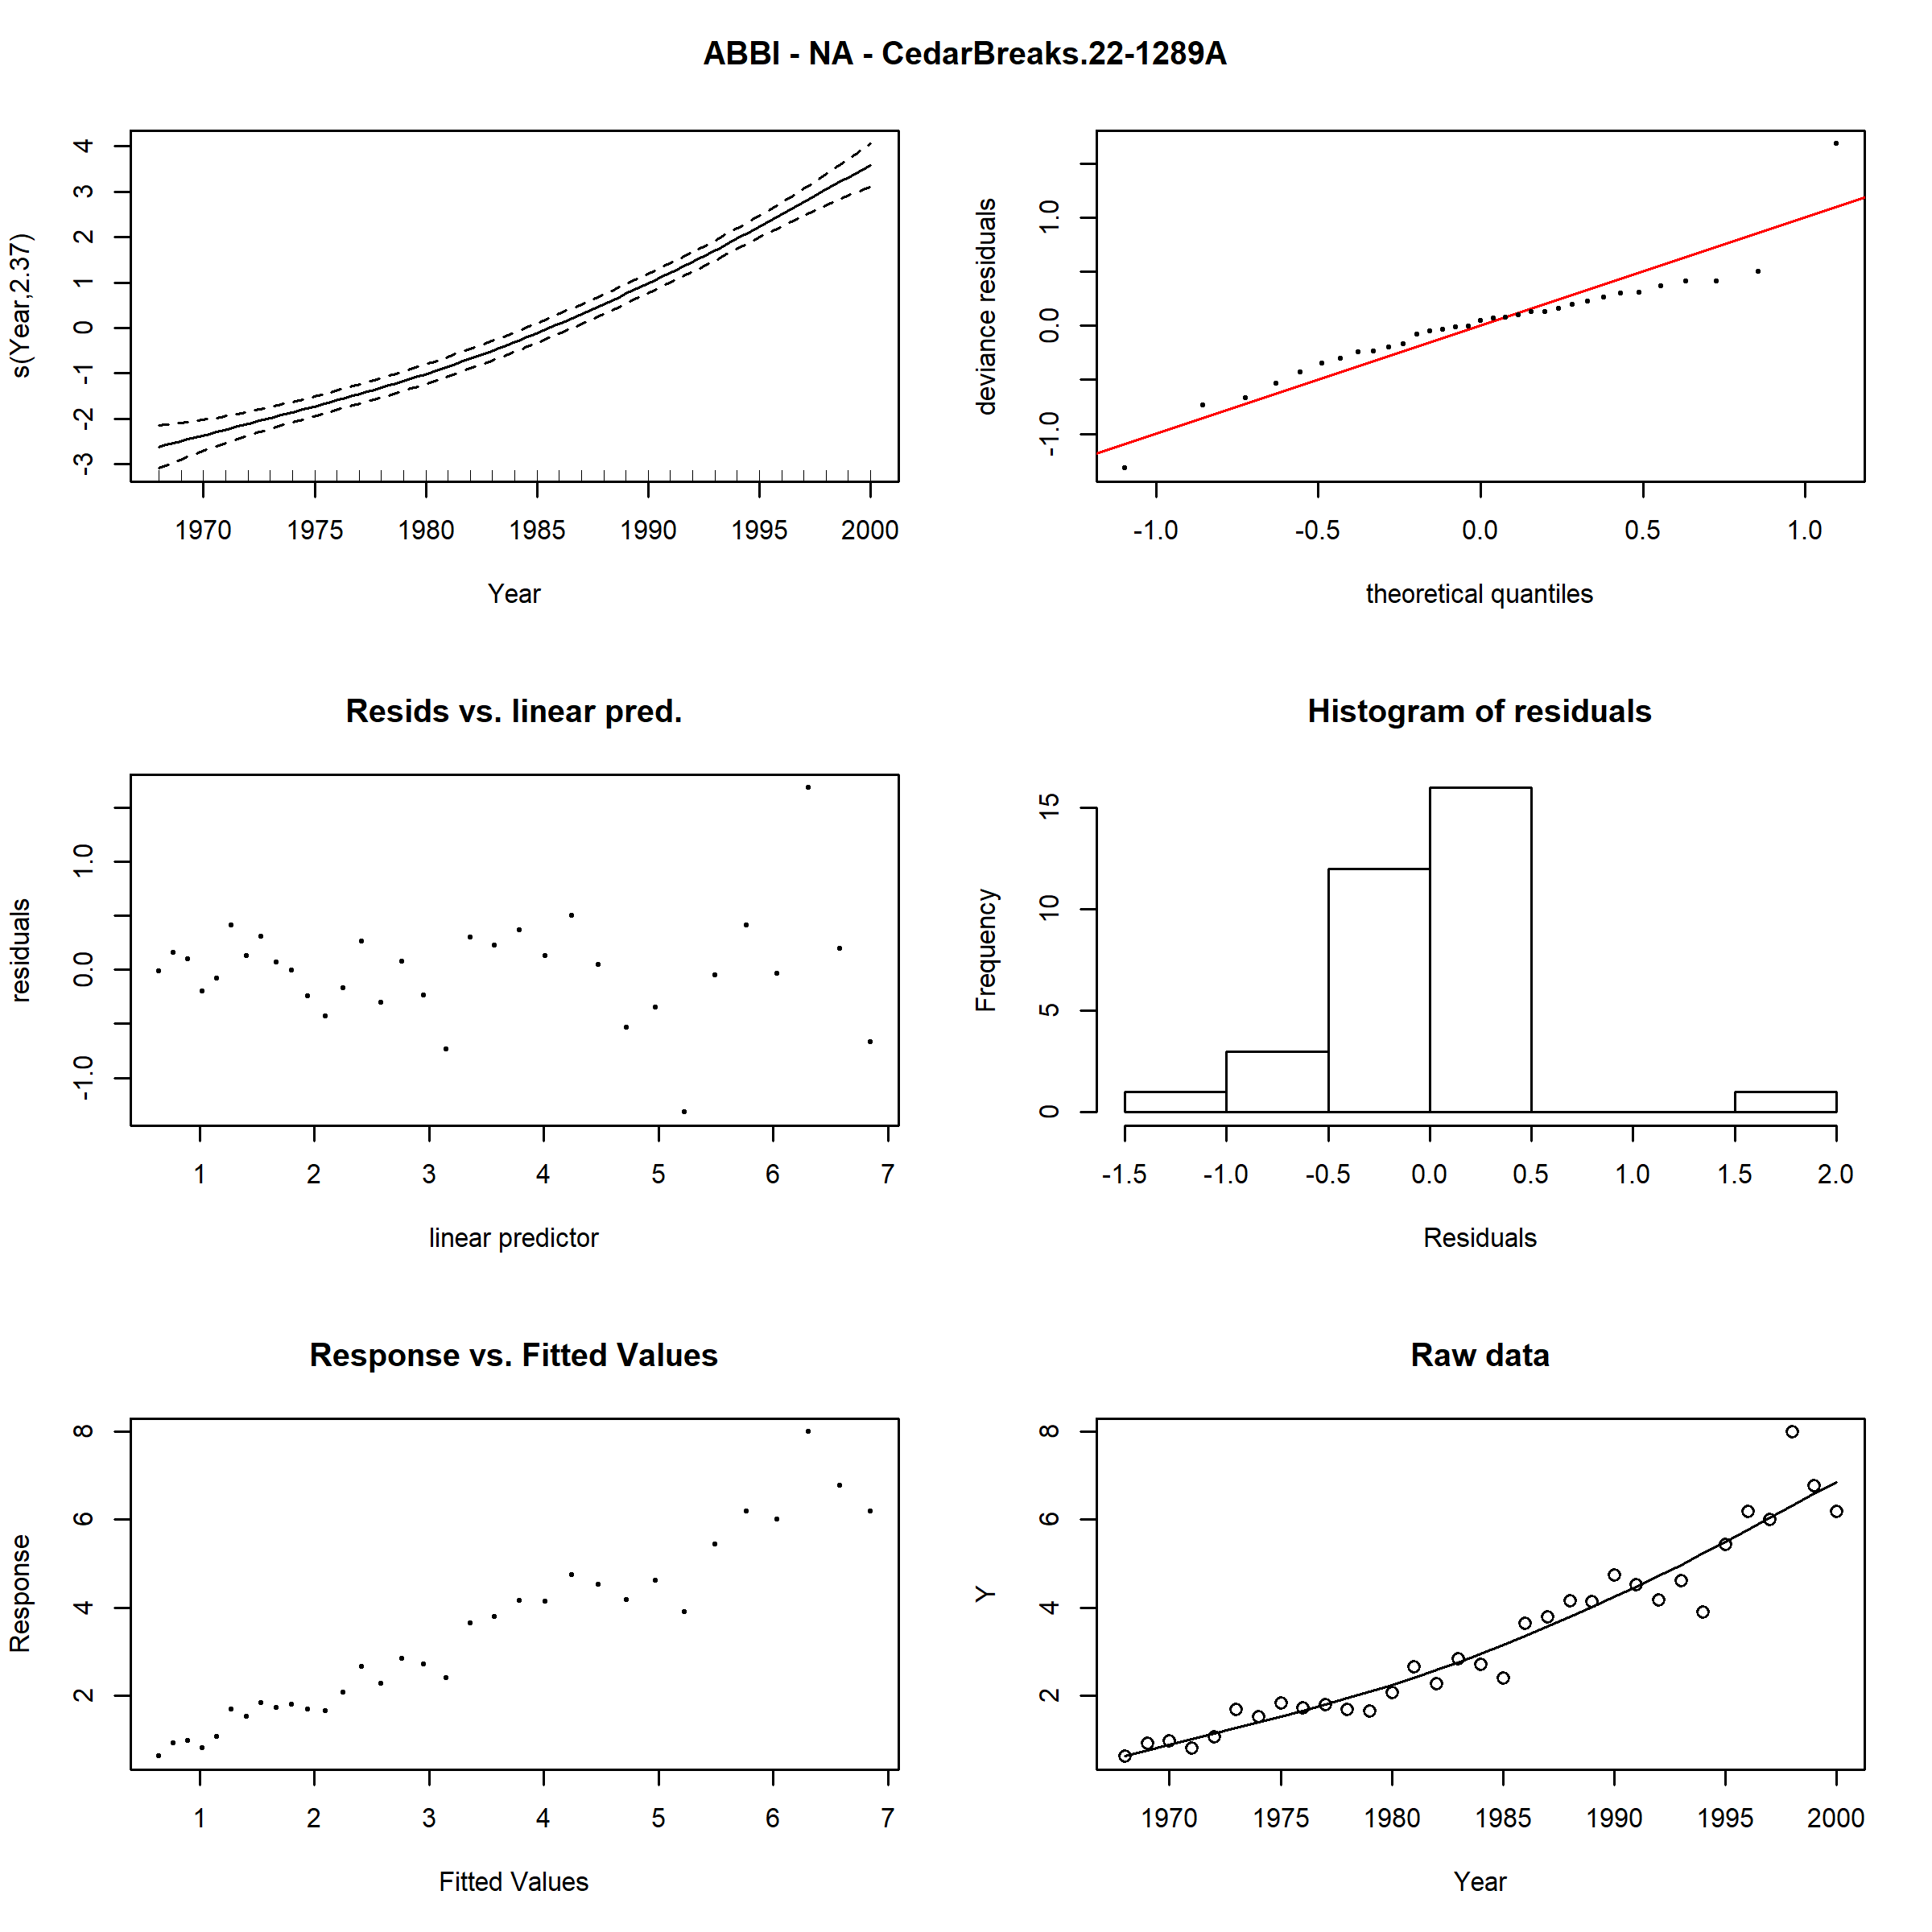 ABBI - NA - CedarBreaks.22-1289A
s(Year,2.37)
4
3
2
1
0
-1
-2
-3
1970 1975 1980 1985 1990 1995 2000
Year
deviance residuals
1.0
0.0
-1.0
-1.0 -0.5 0.0 0.5 1.0
theoretical quantiles
Resids vs. linear pred.
residuals
1.0
0.0
-1.0
1 2 3 4 5 6 7
linear predictor
Histogram of residuals
Frequency
15
10
5
0
-1.5 -1.0 -0.5 0.0 0.5 1.0 1.5 2.0
Residuals
Response vs. Fitted Values
Response
8
6
4
2
1 2 3 4 5 6 7
Fitted Values
Raw data
Y
8
6
4
2
1970 1975 1980 1985 1990 1995 2000
Year